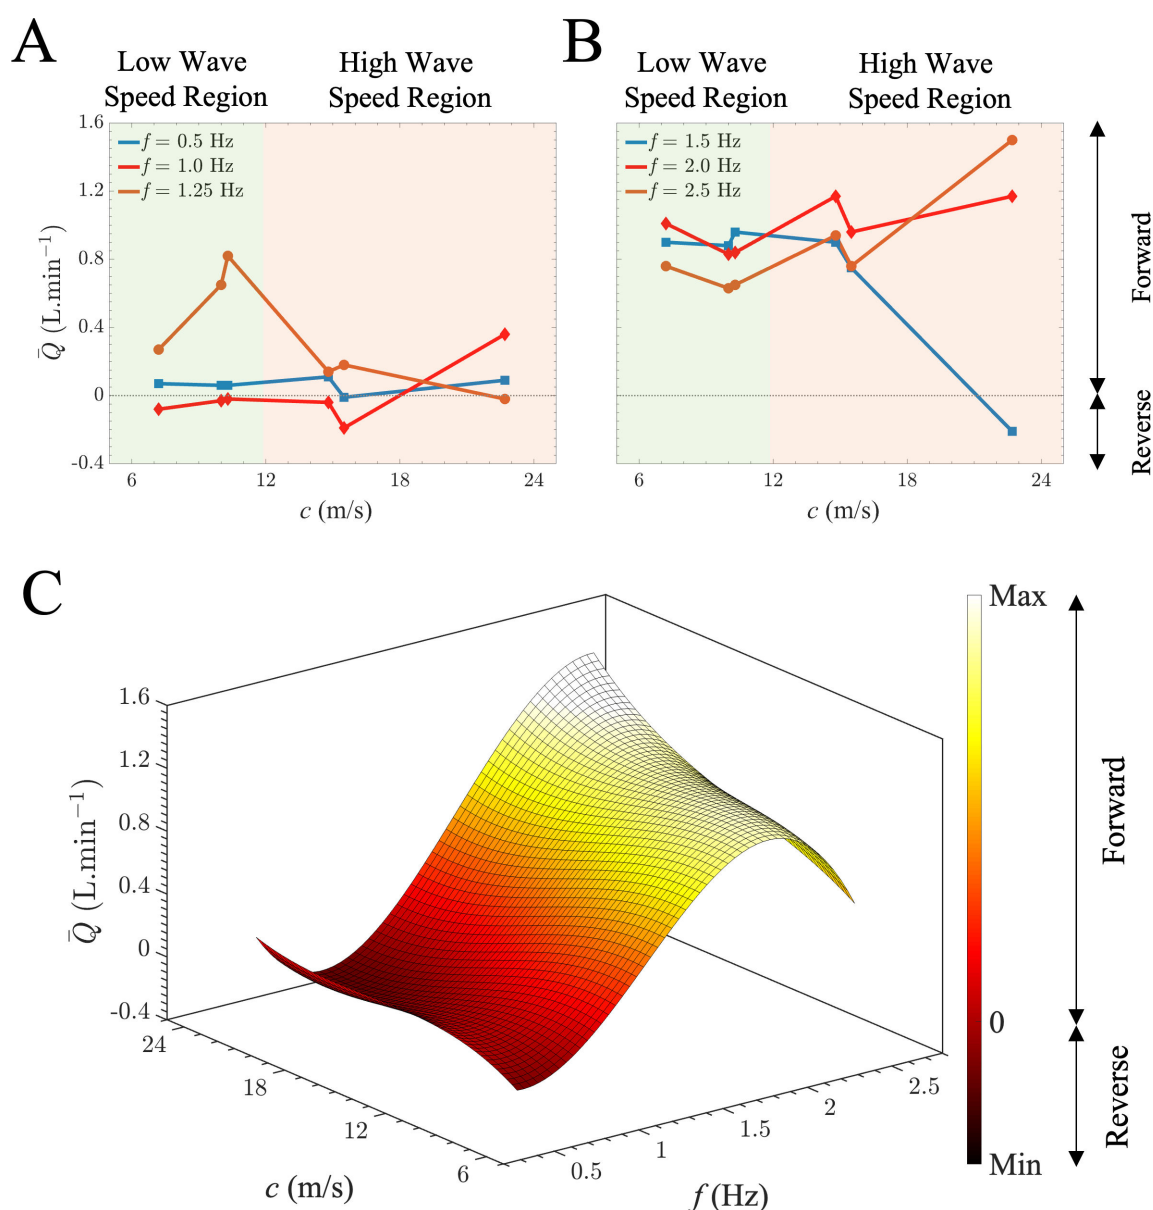 A
B
Low Wave
Speed Region
High Wave
Speed Region
Low Wave
Speed Region
High Wave
Speed Region
1.6
1.2
0.8
0.4
0
-0.4
Q̄ (L.min⁻¹)
f = 0.5 Hz
f = 1.0 Hz
f = 1.25 Hz
6
12
18
24
c (m/s)
f = 1.5 Hz
f = 2.0 Hz
f = 2.5 Hz
6
12
18
24
c (m/s)
Forward
Reverse
C
1.6
1.2
0.8
0.4
0
-0.4
Q̄ (L.min⁻¹)
24
18
12
6
c (m/s)
0.5
1
1.5
2
2.5
f (Hz)
Max
0
Min
Forward
Reverse